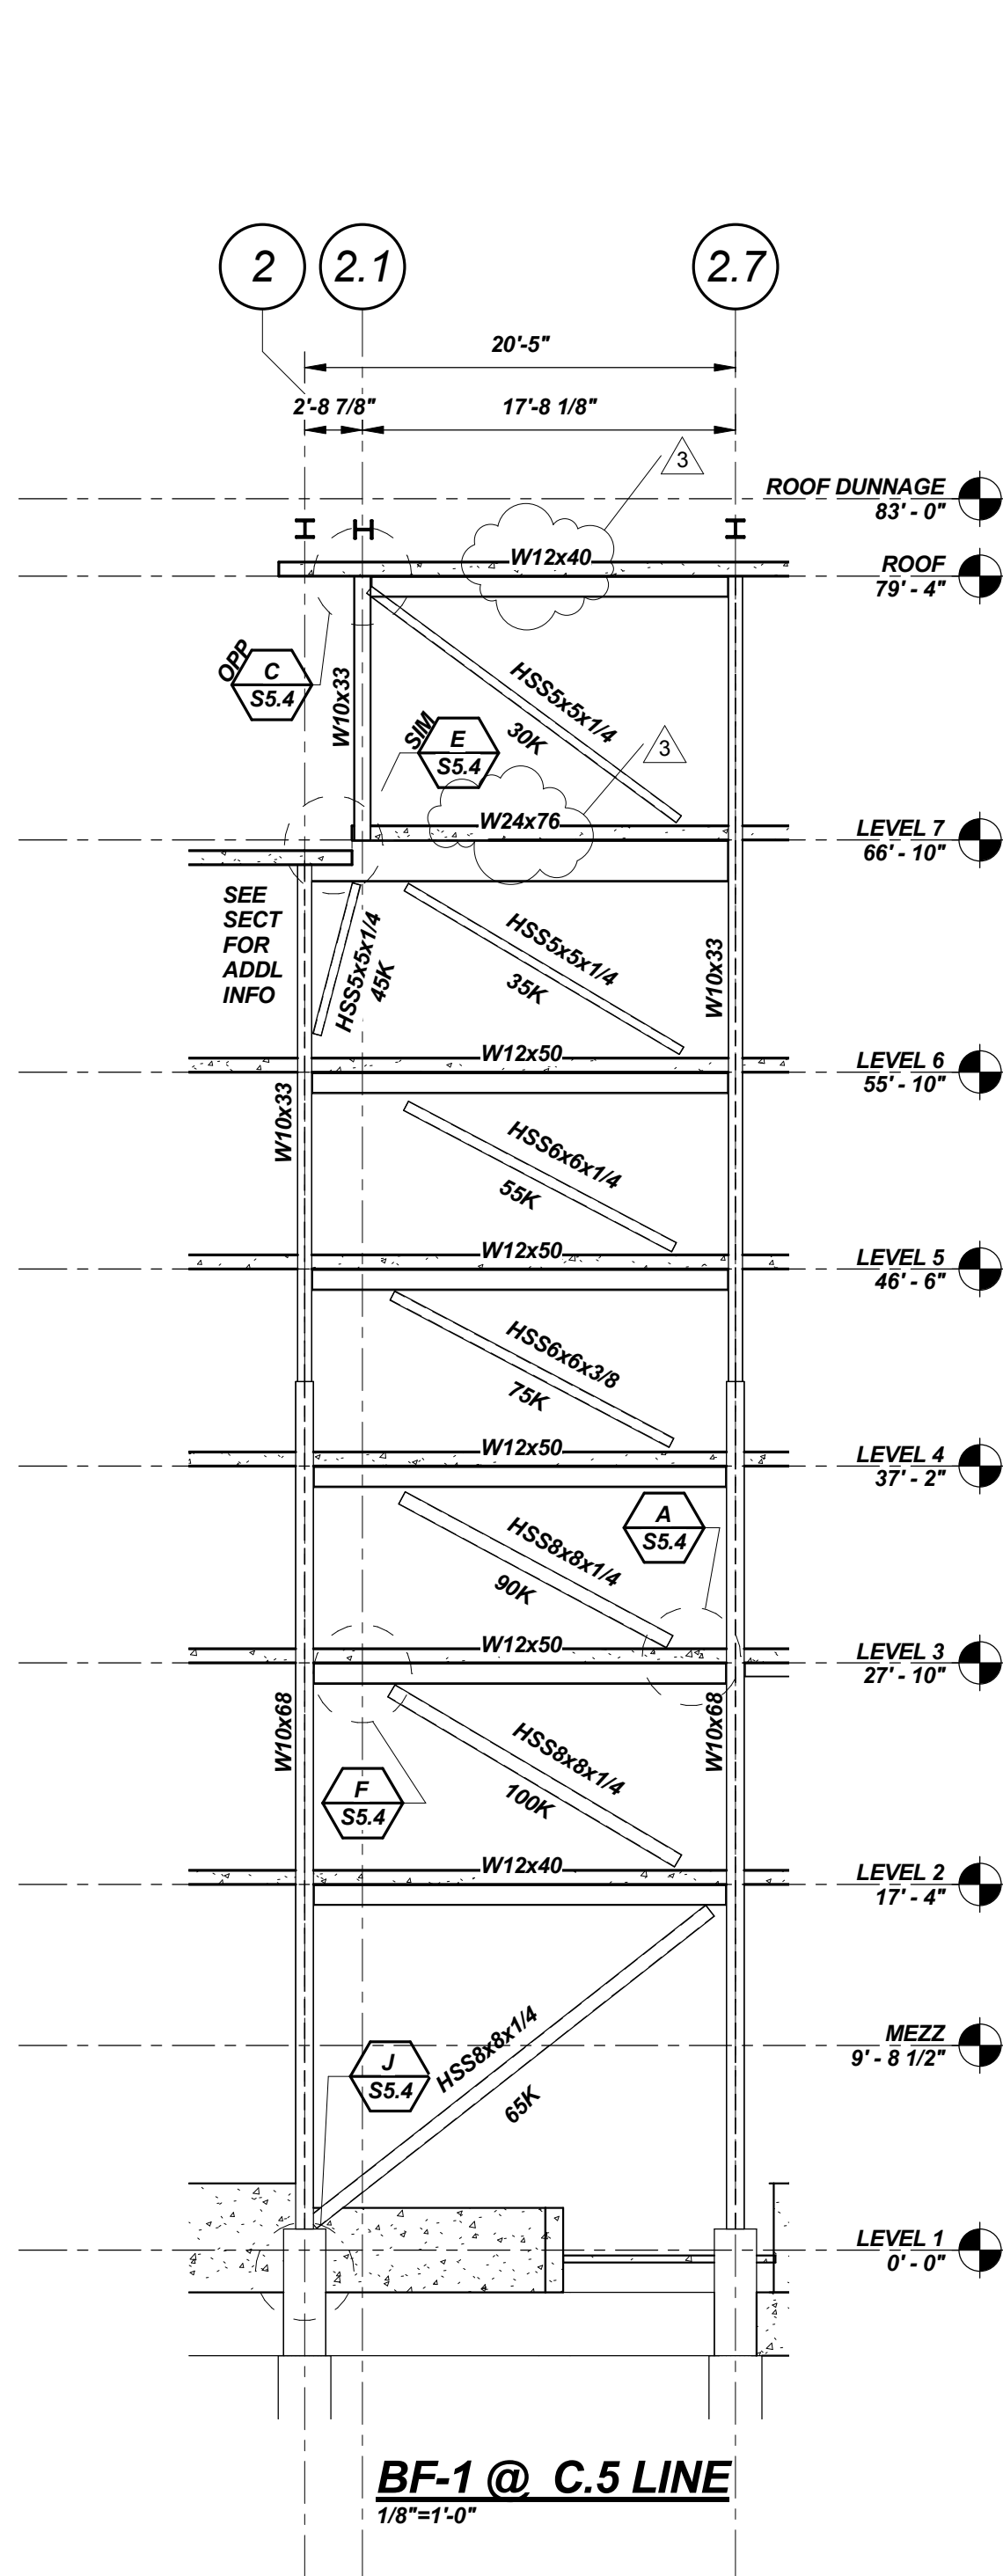 2
2.1
2.7
20'-5"
2'-8 7/8"
17'-8 1/8"
3
ROOF DUNNAGE
83' - 0"
W12x40
ROOF
79' - 4"
OPP
C
S5.4
W10x33
HSS5x5x1/4
30K
SIM
E
S5.4
3
W24x76
LEVEL 7
66' - 10"
SEE
SECT
FOR
ADDL
INFO
HSS5x5x1/4
45K
HSS5x5x1/4
35K
W10x33
W12x50
LEVEL 6
55' - 10"
W10x33
HSS6x6x1/4
55K
W12x50
LEVEL 5
46' - 6"
HSS6x6x3/8
75K
W12x50
LEVEL 4
37' - 2"
A
S5.4
HSS8x8x1/4
90K
W12x50
LEVEL 3
27' - 10"
W10x68
W10x68
HSS8x8x1/4
100K
F
S5.4
W12x40
LEVEL 2
17' - 4"
HSS8x8x1/4
65K
MEZZ
9' - 8 1/2"
J
S5.4
LEVEL 1
0' - 0"
BF-1 @ C.5 LINE
1/8"=1'-0"